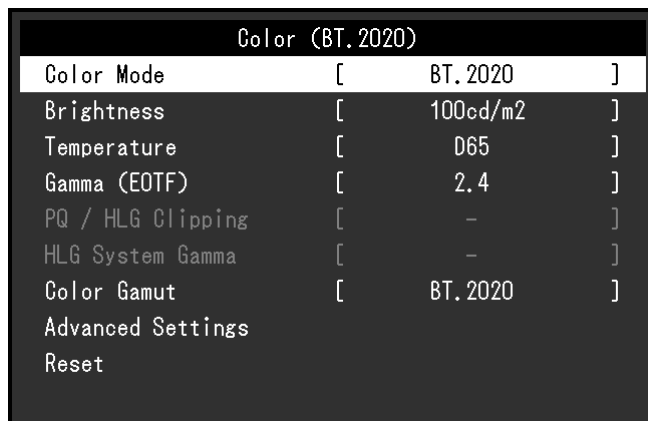 Color (BT.2020)
Color Mode [ BT.2020 ]
Brightness [ 100cd/m2 ]
Temperature [ D65 ]
Gamma (EOTF) [ 2.4 ]
PQ / HLG Clipping [ - ]
HLG System Gamma [ - ]
Color Gamut [ BT.2020 ]
Advanced Settings
Reset